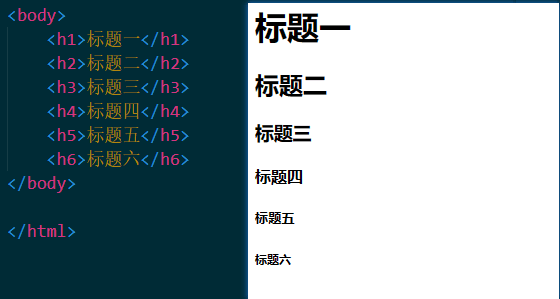 <body>
<h1>标题一</h1>
<h2>标题二</h2>
<h3>标题三</h3>
<h4>标题四</h4>
<h5>标题五</h5>
<h6>标题六</h6>
</body>
</html>
标题一
标题二
标题三
标题四
标题五
标题六